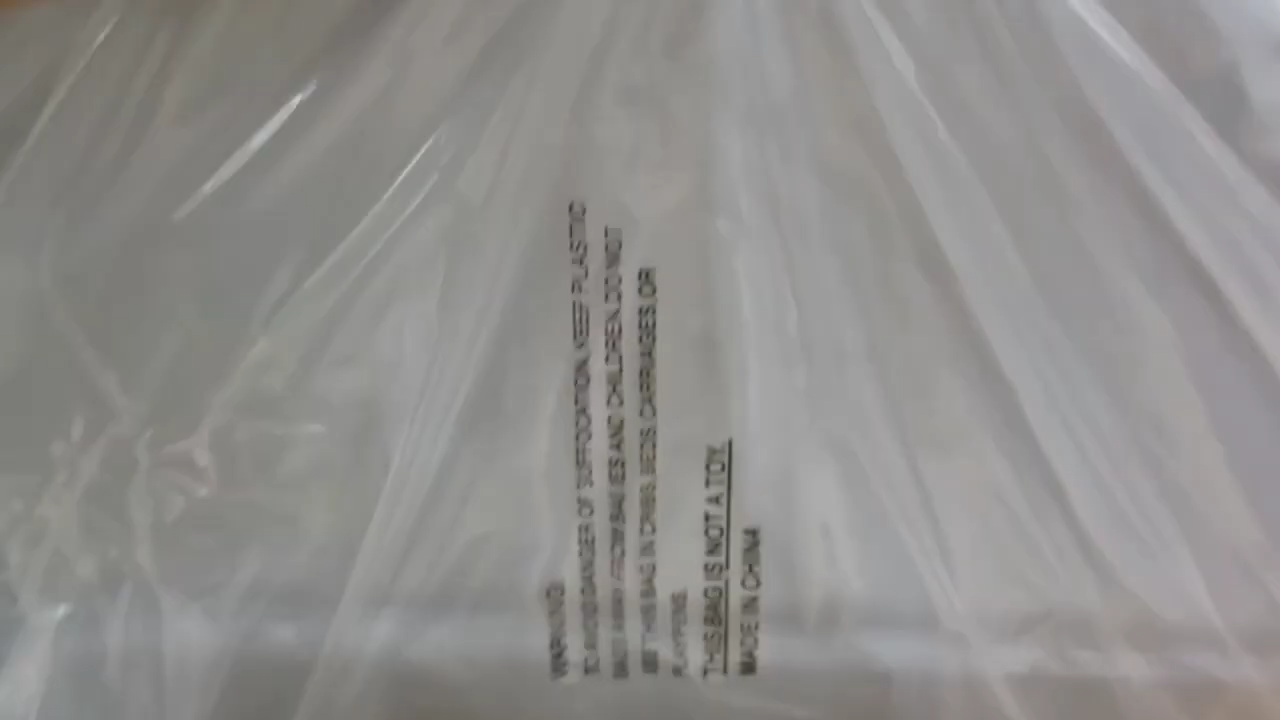 WARNING:
TO AVOID DANGER OF SUFFOCATION, KEEP PLASTIC
BAG AWAY FROM BABIES AND CHILDREN. DO NOT
USE THIS BAG IN CRIBS, BEDS, CARRIAGES, OR
PLAYPENS.
THIS BAG IS NOT A TOY.
MADE IN CHINA